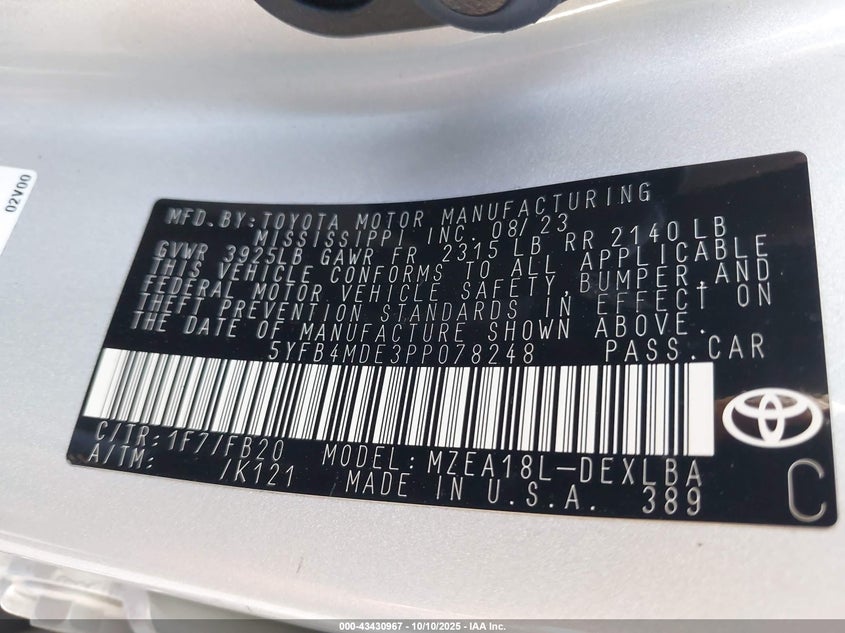 02V00
MFD.BY:TOYOTA MOTOR MANUFACTURING
MISSISSIPPI INC. 08/23
GVWR 3925LB GAWR FR 2315 LB RR 2140 LB
THIS VEHICLE CONFORMS TO ALL APPLICABLE
FEDERAL MOTOR VEHICLE SAFETY, BUMPER, AND
THEFT PREVENTION STANDARDS IN EFFECT ON
THE DATE OF MANUFACTURE SHOWN ABOVE.
5YFB4MDE3PP078248 PASS.CAR
C/TR:1F7/FB20 MODEL:MZEA18L-DEXLBA
A/TM: /K121 MADE IN U.S.A. 389
C
000-43430967 - 10/10/2025 - IAA Inc.